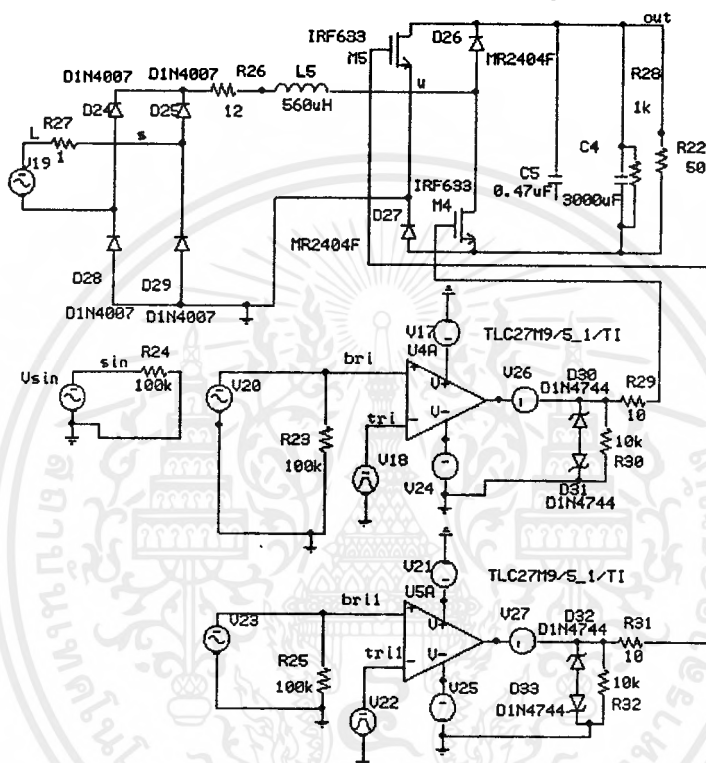 out
IRF633
M5
D26
MR2404F
D1N4007
D1N4007
R26
L5
u
R28
D24
D25
12
560uH
1k
L
R27
s
1
V19
C4
R22
50
C5
0.47uF
3000uF
IRF633
M4
D27
MR2404F
D28
D29
D1N4007
D1N4007
V17
TLC27M9/5_1/TI
U4A
R24
sin
100k
Vsin
bri
V20
+
V+
V-
-
V26
D30
D1N4744
R29
10
tri
R23
100k
V18
10k
R30
V24
D31
D1N4744
V21
TLC27M9/5_1/TI
U5A
bri1
V23
+
V+
V-
-
V27
D32
D1N4744
R31
10
tri1
R25
100k
V25
D33
D1N4744
10k
R32
V22